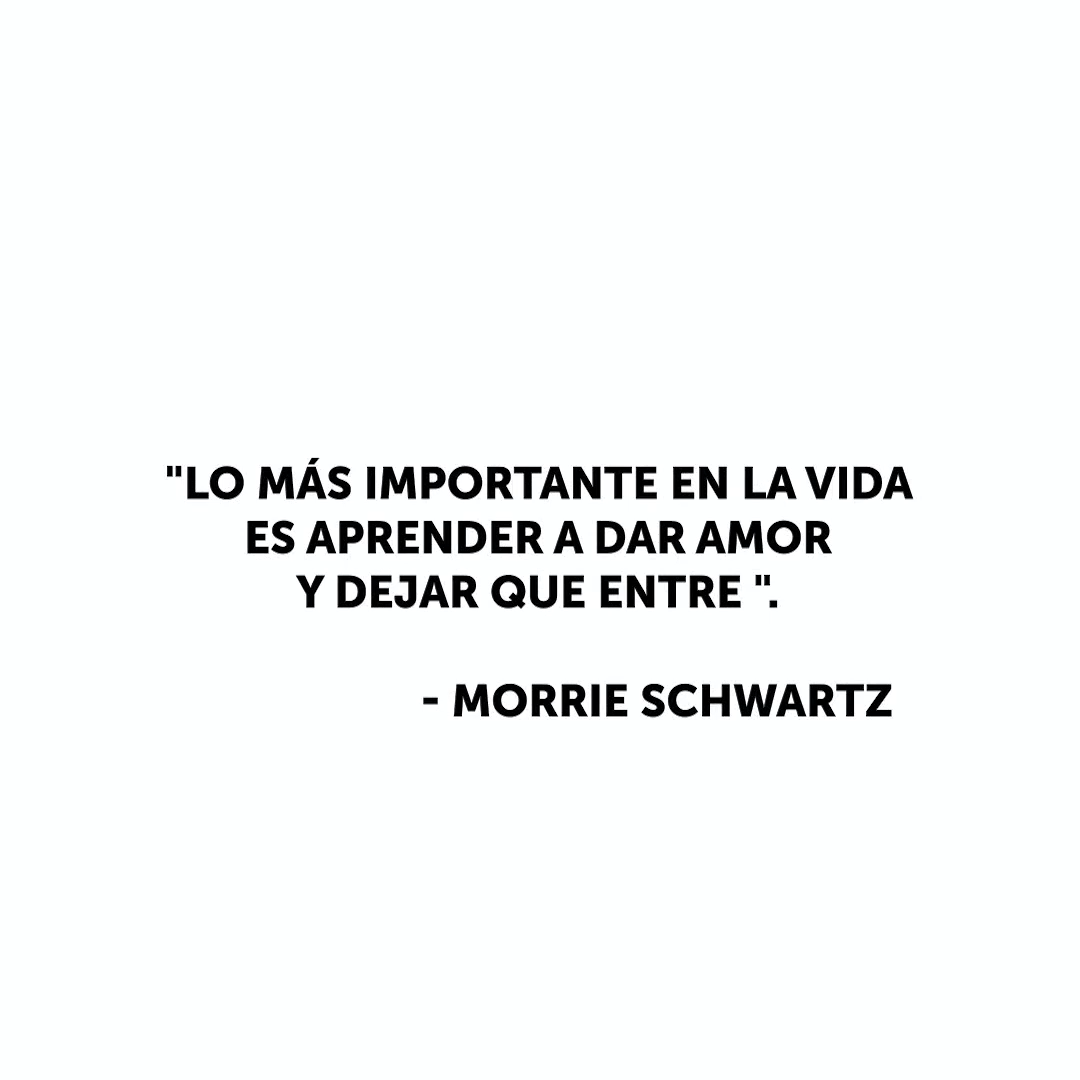 "LO MÁS IMPORTANTE EN LA VIDA
ES APRENDER A DAR AMOR
Y DEJAR QUE ENTRE ".
- MORRIE SCHWARTZ